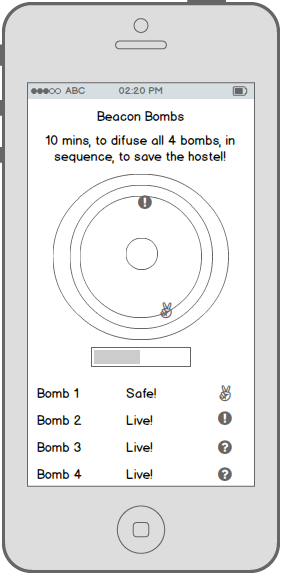 ABC 02:20 PM
Beacon Bombs
10 mins, to difuse all 4 bombs, in
sequence, to save the hostel!
!
Bomb 1 Safe!
Bomb 2 Live! !
Bomb 3 Live! ?
Bomb 4 Live! ?